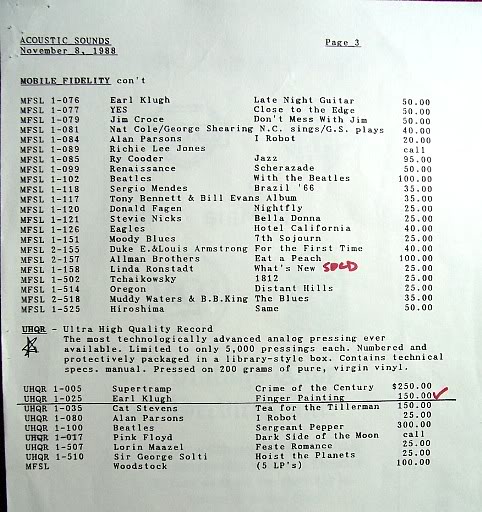 ACOUSTIC SOUNDS Page 3
November 8, 1988
MOBILE FIDELITY con't
MFSL 1-076 Earl Klugh Late Night Guitar 50.00
MFSL 1-077 YES Close to the Edge 50.00
MFSL 1-079 Jim Croce Don't Mess With Jim 50.00
MFSL 1-081 Nat Cole/George Shearing N.C. sings/G.S. plays 40.00
MFSL 1-084 Alan Parsons I Robot 20.00
MFSL 1-089 Richie Lee Jones call
MFSL 1-085 Ry Cooder Jazz 95.00
MFSL 1-099 Renaissance Scherazade 50.00
MFSL 1-102 Beatles With the Beatles 100.00
MFSL 1-118 Sergio Mendes Brazil '66 35.00
MFSL 1-117 Tony Bennett & Bill Evans Album 35.00
MFSL 1-120 Donald Fagen Nightfly 25.00
MFSL 1-121 Stevie Nicks Bella Donna 25.00
MFSL 1-126 Eagles Hotel California 40.00
MFSL 1-151 Moody Blues 7th Sojourn 25.00
MFSL 2-155 Duke E.&Louis Armstrong For the First Time 40.00
MFSL 2-157 Allman Brothers Eat a Peach 100.00
MFSL 1-158 Linda Ronstadt What's New SOLD 25.00
MFSL 1-502 Tchaikowsky 1812 25.00
MFSL 1-514 Oregon Distant Hills 25.00
MFSL 2-518 Muddy Waters & B.B.King The Blues 35.00
MFSL 1-525 Hiroshima Same 50.00
UHQR - Ultra High Quality Record
The most technologically advanced analog pressing ever
available. Limited to only 5,000 pressings each. Numbered and
protectively packaged in a library-style box. Contains technical
specs. manual. Pressed on 200 grams of pure, virgin vinyl.
UHQR 1-005 Supertramp Crime of the Century $250.00
UHQR 1-025 Earl Klugh Finger Painting 150.00
UHQR 1-035 Cat Stevens Tea for the Tillerman 150.00
UHQR 1-080 Alan Parsons I Robot 25.00
UHQR 1-100 Beatles Sergeant Pepper 300.00
UHQR 1-017 Pink Floyd Dark Side of the Moon call
UHQR 1-507 Lorin Maazel Feste Romane 25.00
UHQR 1-510 Sir George Solti Hoist the Planets 25.00
MFSL Woodstock (5 LP's) 100.00